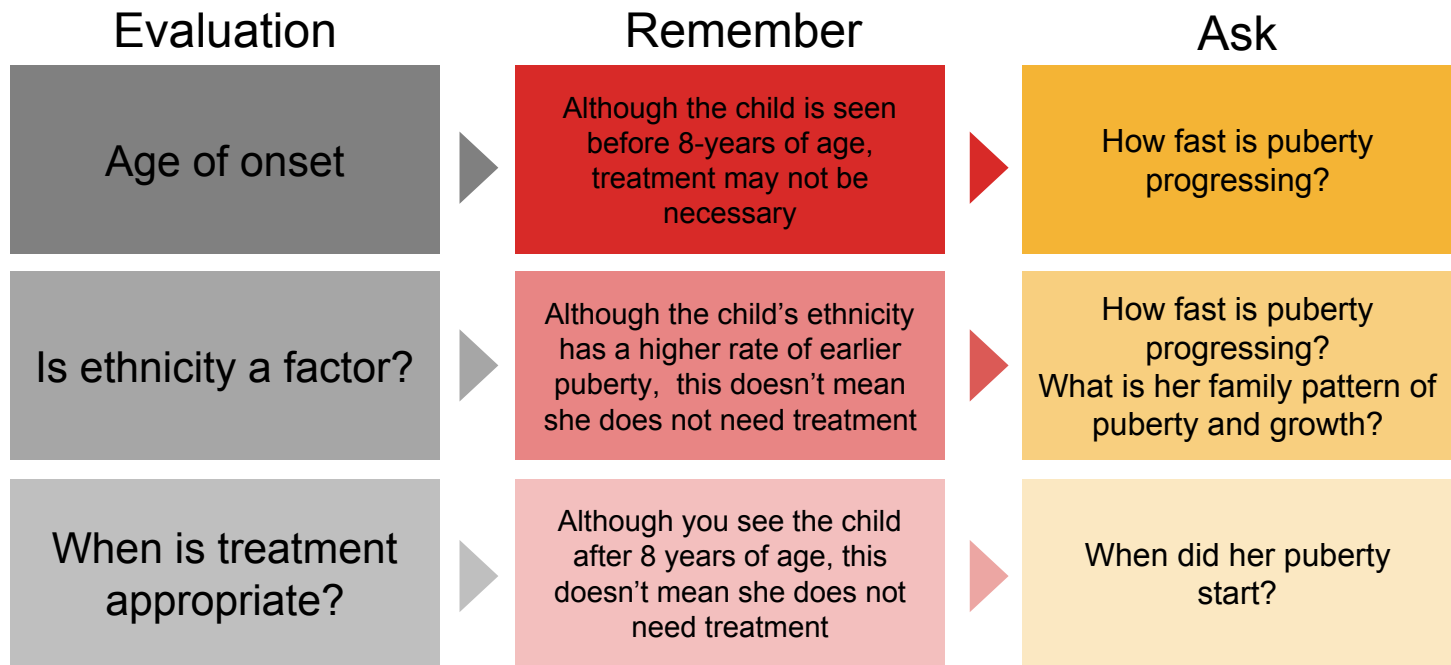 Evaluation
Remember
Ask
Age of onset
Although the child is seen
before 8-years of age,
treatment may not be
necessary
How fast is puberty
progressing?
Is ethnicity a factor?
Although the child’s ethnicity
has a higher rate of earlier
puberty,  this doesn’t mean
she does not need treatment
How fast is puberty
progressing?
What is her family pattern of
puberty and growth?
When is treatment
appropriate?
Although you see the child
after 8 years of age, this
doesn’t mean she does not
need treatment
When did her puberty
start?